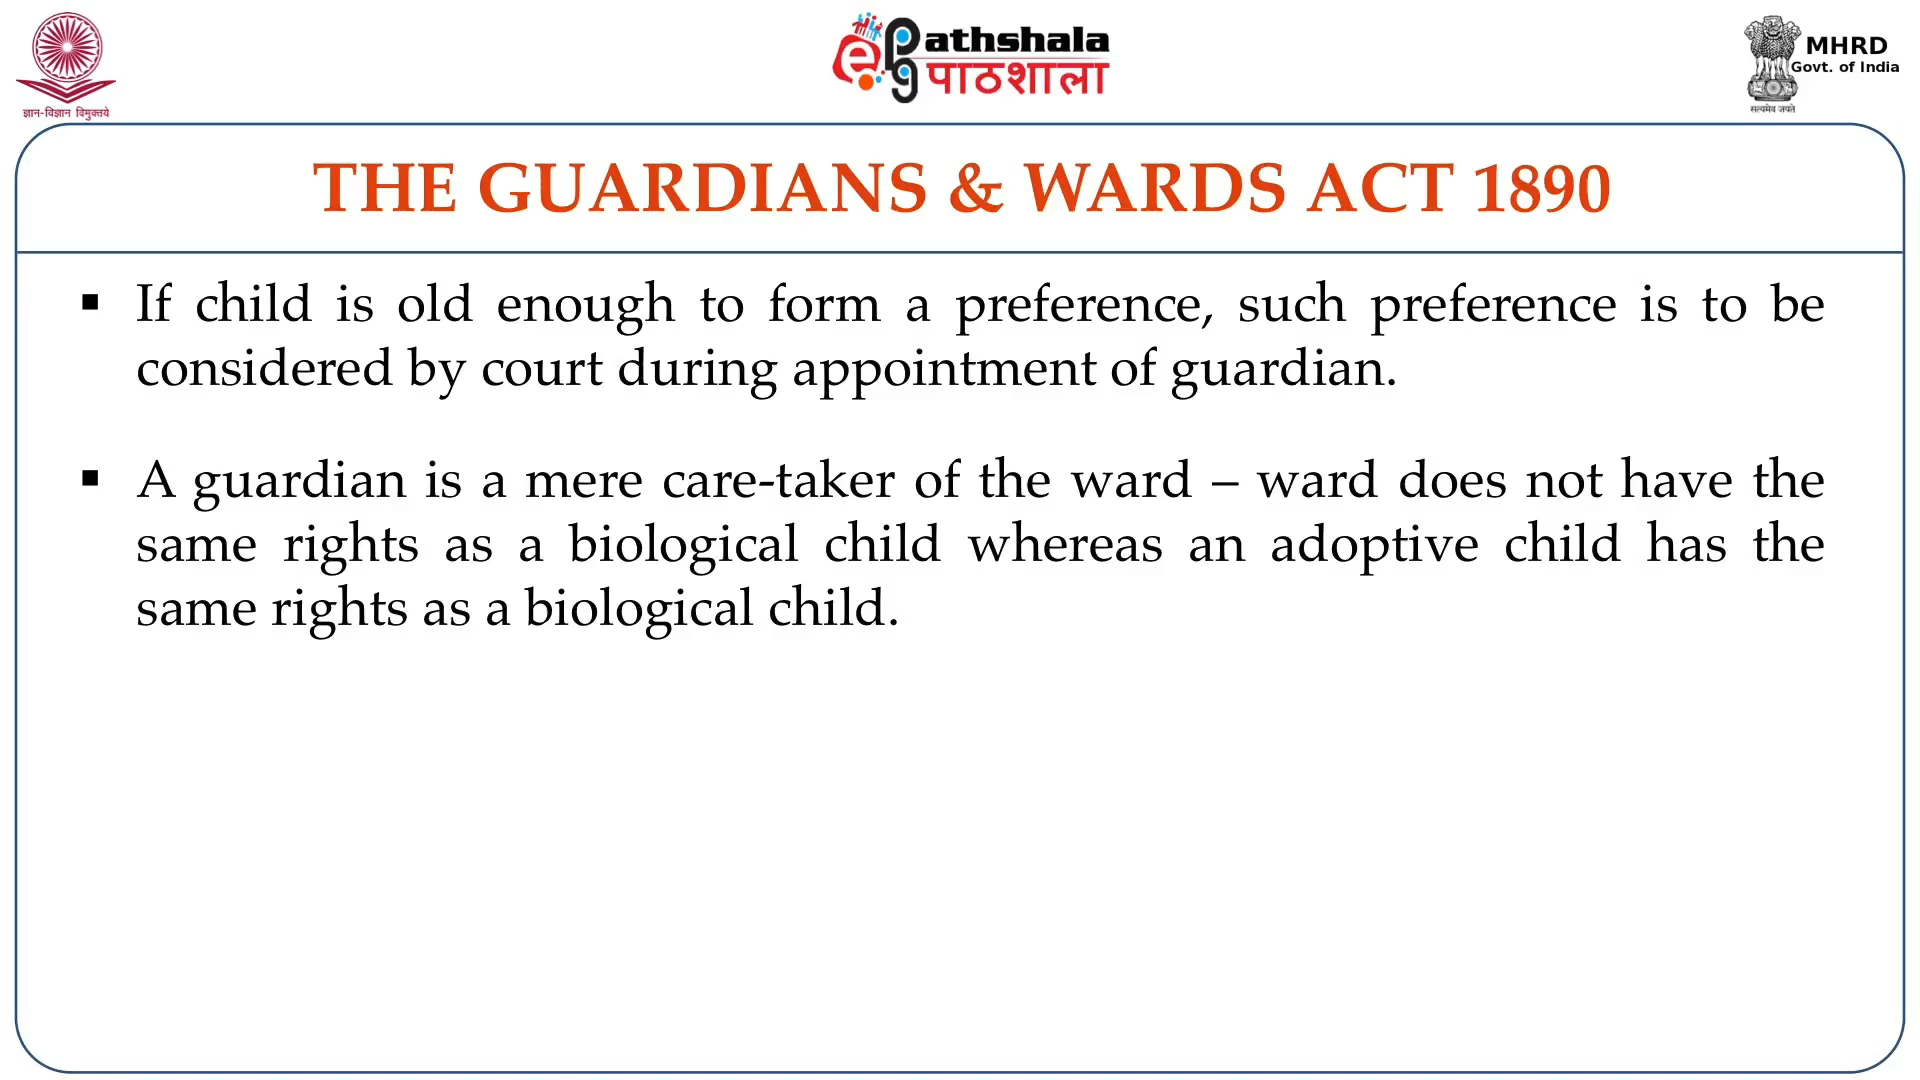 ज्ञान-विज्ञान विमुक्तये
ePathshala
पाठशाला
MHRD
Govt. of India
सत्यमेव जयते
THE GUARDIANS & WARDS ACT 1890
▪ If child is old enough to form a preference, such preference is to be
considered by court during appointment of guardian.
▪ A guardian is a mere care-taker of the ward – ward does not have the
same rights as a biological child whereas an adoptive child has the
same rights as a biological child.